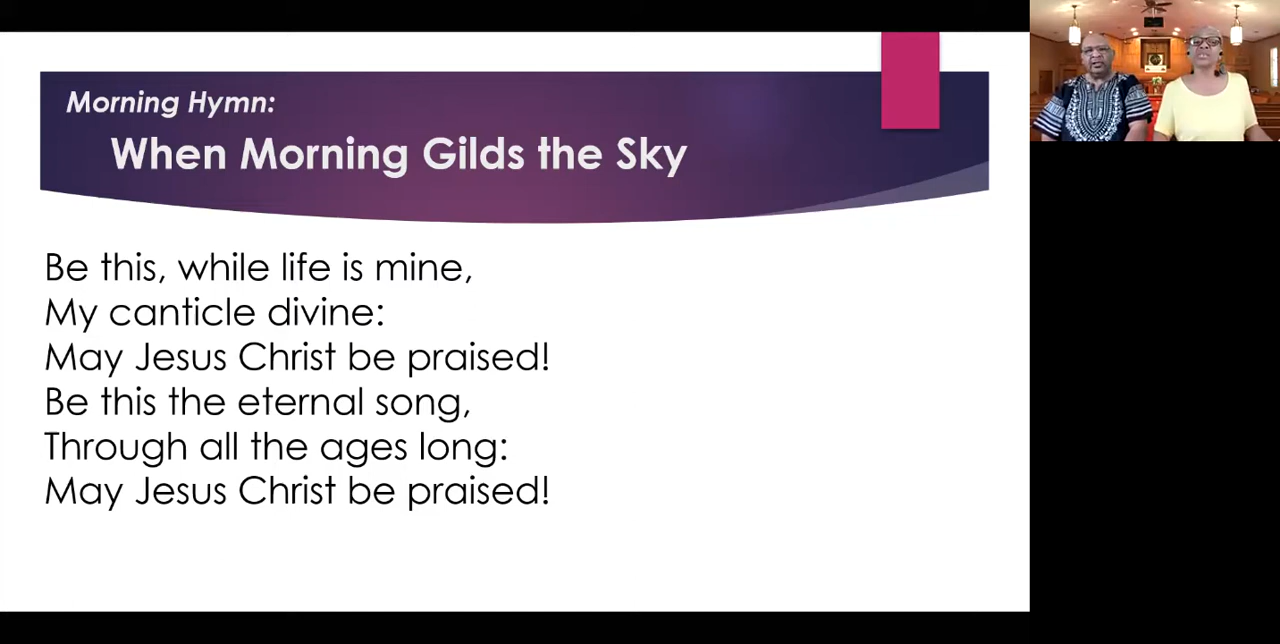 Morning Hymn:
When Morning Gilds the Sky
Be this, while life is mine,
My canticle divine:
May Jesus Christ be praised!
Be this the eternal song,
Through all the ages long:
May Jesus Christ be praised!